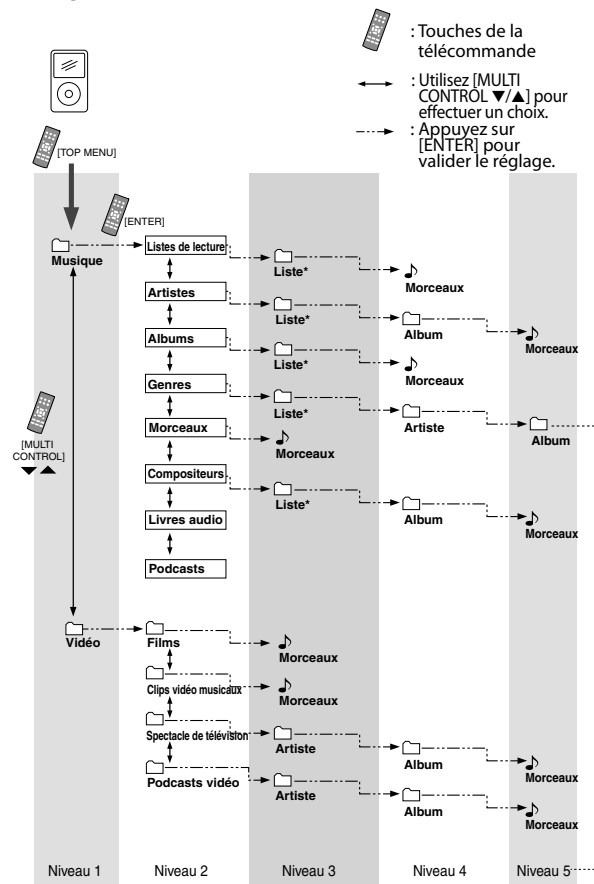 : Touches de la
télécommande
: Utilisez [MULTI
CONTROL ▼/▲] pour
effectuer un choix.
: Appuyez sur
[ENTER] pour
valider le réglage.
[TOP MENU]
[ENTER]
Musique
Listes de lecture
Liste*
Morceaux
Artistes
Liste*
Album
Morceaux
Albums
Liste*
Morceaux
Genres
Liste*
Artiste
Album
Morceaux
Morceaux
[MULTI
CONTROL]
▼ ▲
Compositeurs
Liste*
Album
Morceaux
Livres audio
Podcasts
Vidéo
Films
Morceaux
Clips vidéo musicaux
Morceaux
Spectacle de télévision
Artiste
Album
Morceaux
Podcasts vidéo
Artiste
Album
Morceaux
Niveau 1
Niveau 2
Niveau 3
Niveau 4
Niveau 5